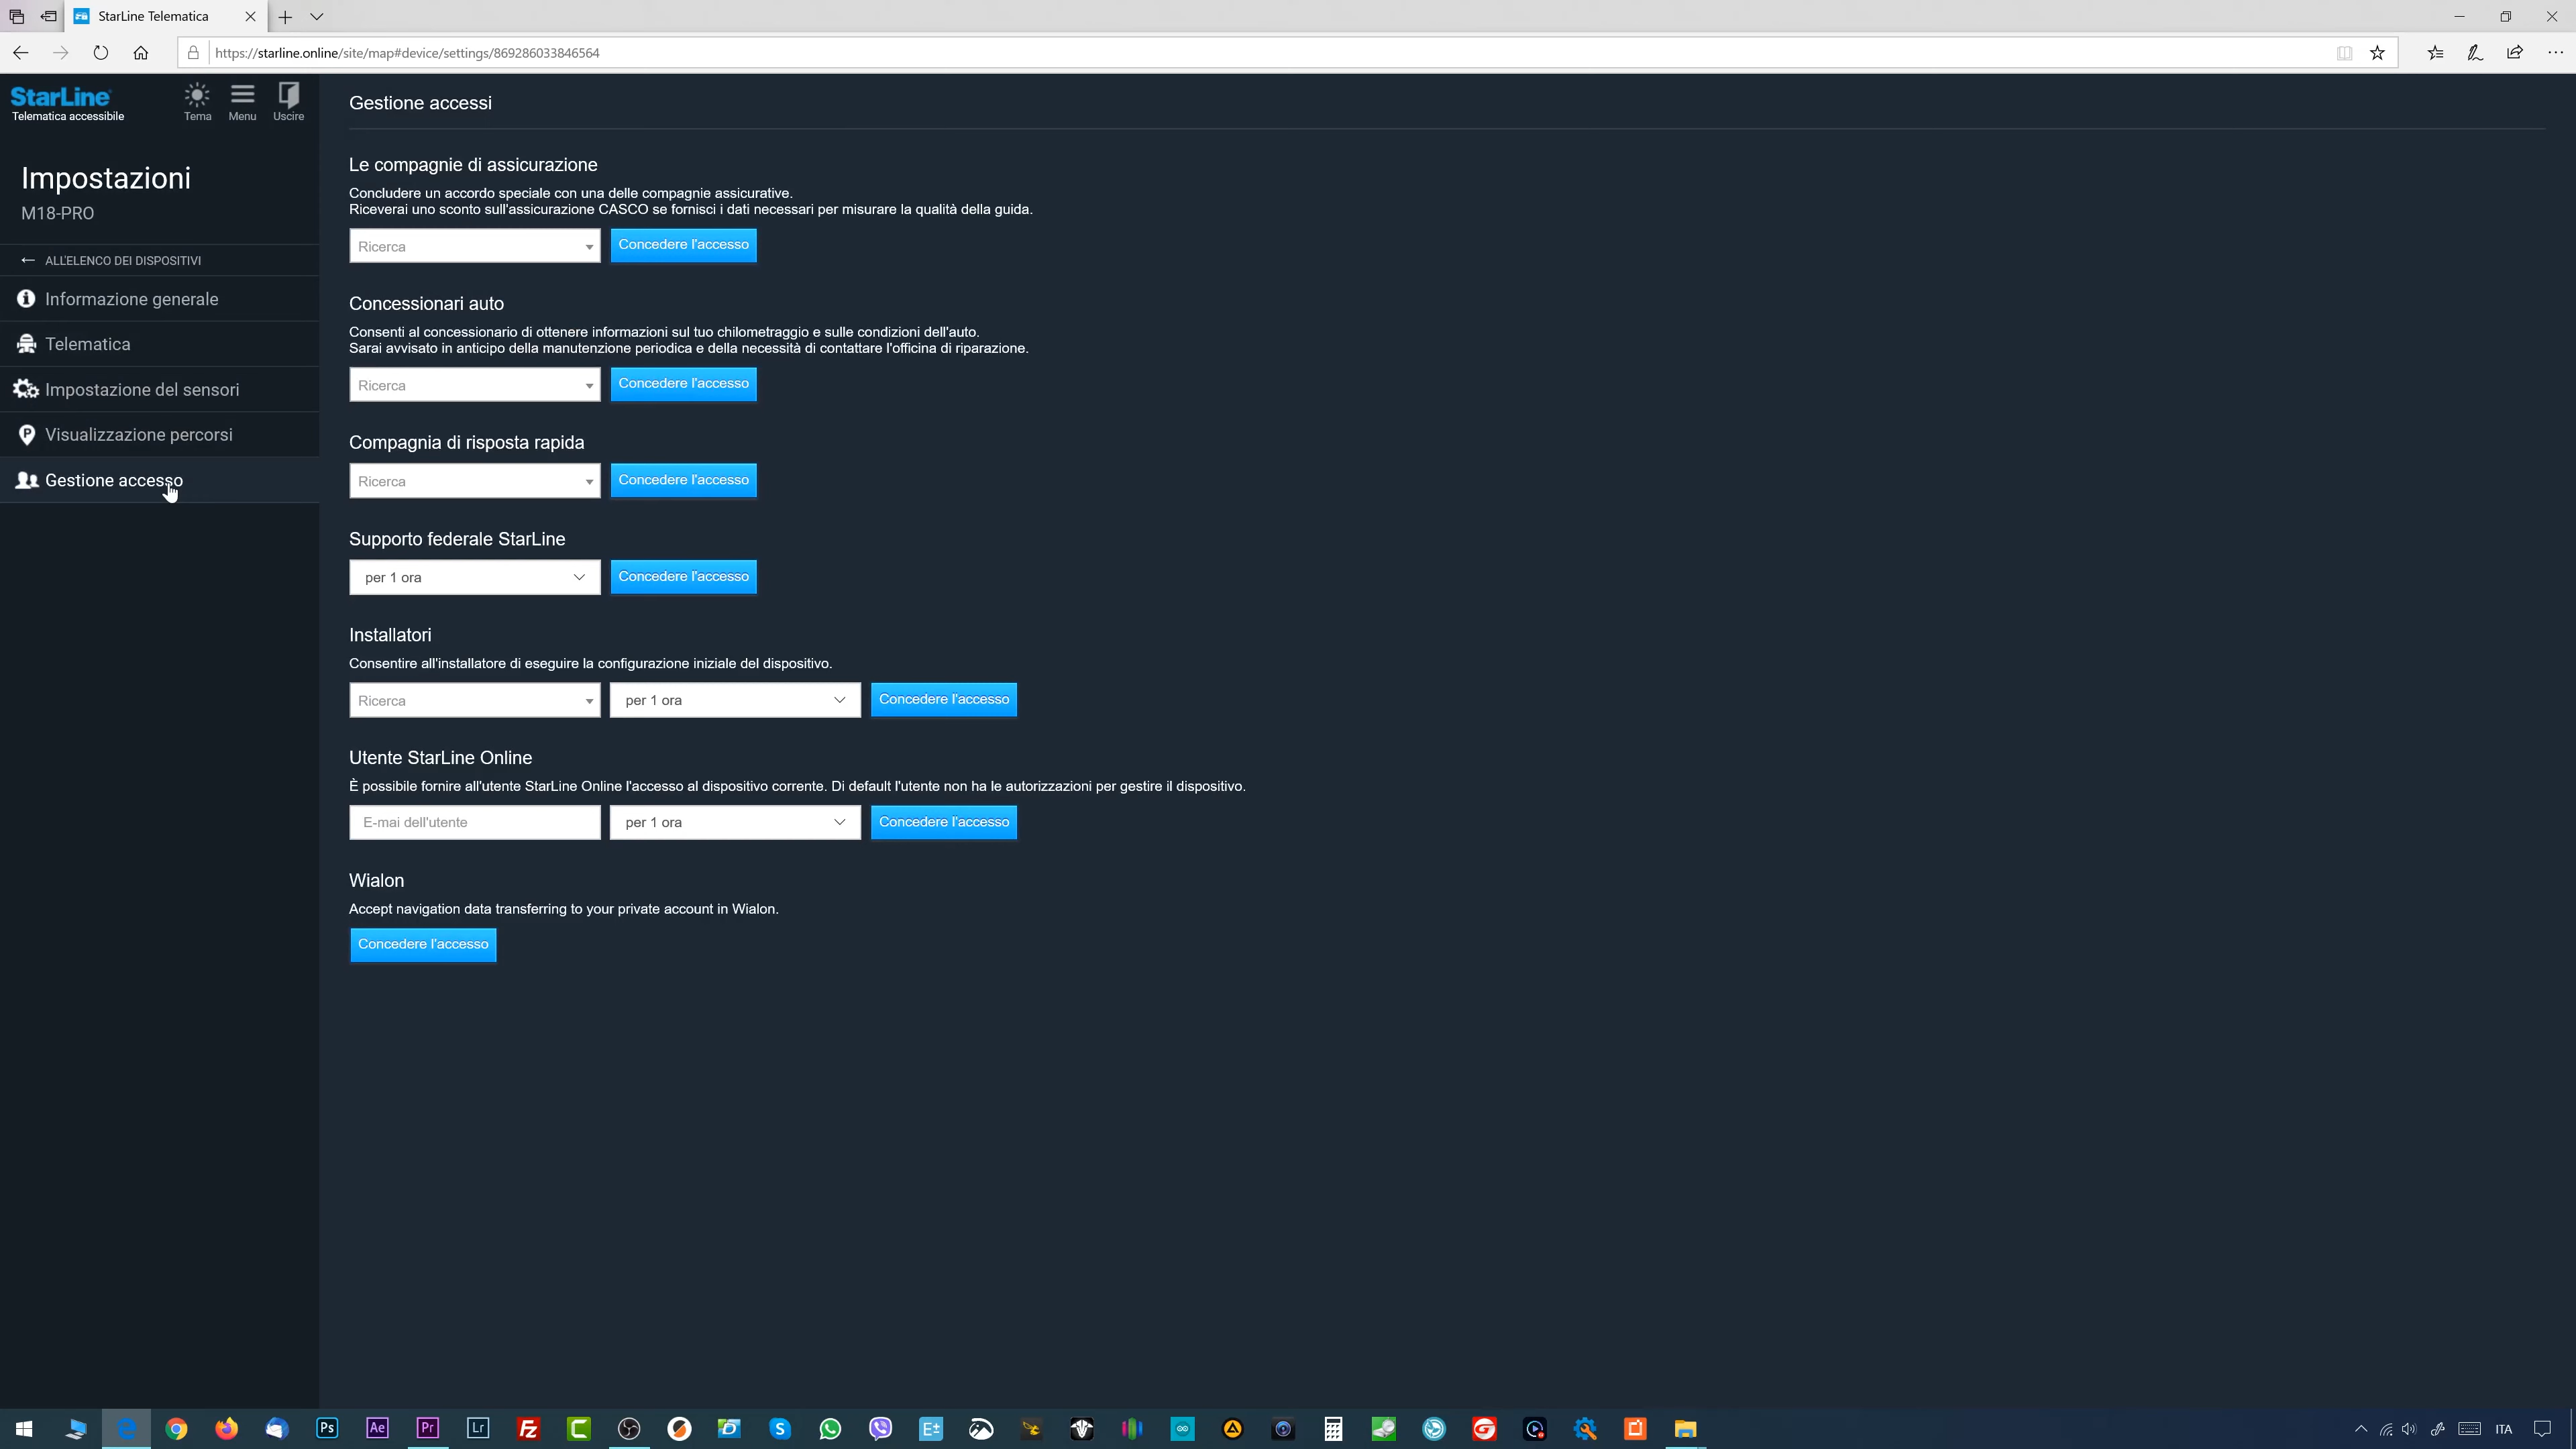 StarLine Telematica
https://starline.online/site/map#device/settings/869286033846564
StarLine
Telematica accessibile
Tema
Menu
Uscire
Impostazioni
M18-PRO
ALL'ELENCO DEI DISPOSITIVI
Informazione generale
Telematica
Impostazione del sensori
Visualizzazione percorsi
Gestione accesso
Gestione accessi
Le compagnie di assicurazione
Concludere un accordo speciale con una delle compagnie assicurative.
Riceverai uno sconto sull'assicurazione CASCO se fornisci i dati necessari per misurare la qualità della guida.
Ricerca
Concedere l'accesso
Concessionari auto
Consenti al concessionario di ottenere informazioni sul tuo chilometraggio e sulle condizioni dell'auto.
Sarai avvisato in anticipo della manutenzione periodica e della necessità di contattare l'officina di riparazione.
Ricerca
Concedere l'accesso
Compagnia di risposta rapida
Ricerca
Concedere l'accesso
Supporto federale StarLine
per 1 ora
Concedere l'accesso
Installatori
Consentire all'installatore di eseguire la configurazione iniziale del dispositivo.
Ricerca
per 1 ora
Concedere l'accesso
Utente StarLine Online
È possibile fornire all'utente StarLine Online l'accesso al dispositivo corrente. Di default l'utente non ha le autorizzazioni per gestire il dispositivo.
E-mai dell'utente
per 1 ora
Concedere l'accesso
Wialon
Accept navigation data transferring to your private account in Wialon.
Concedere l'accesso
Ps
Ae
Pr
Lr
Fz
ITA